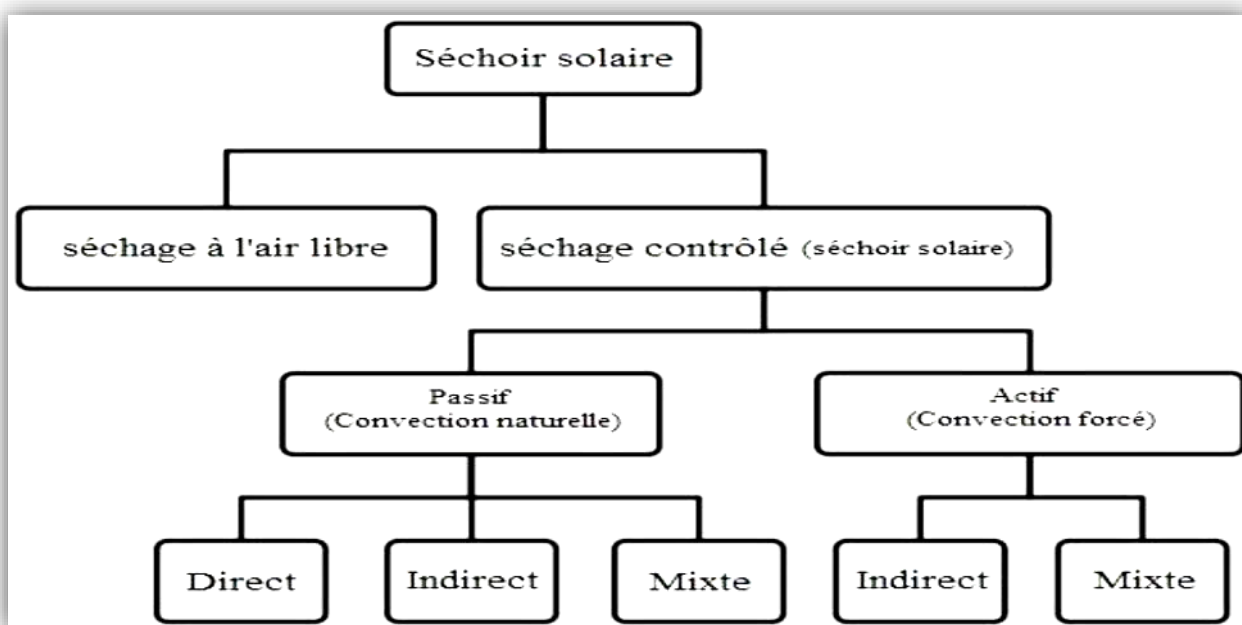 Séchoir solaire
séchage à l'air libre
séchage contrôlé (séchoir solaire)
Passif
(Convection naturelle)
Actif
(Convection forcé)
Direct
Indirect
Mixte
Indirect
Mixte